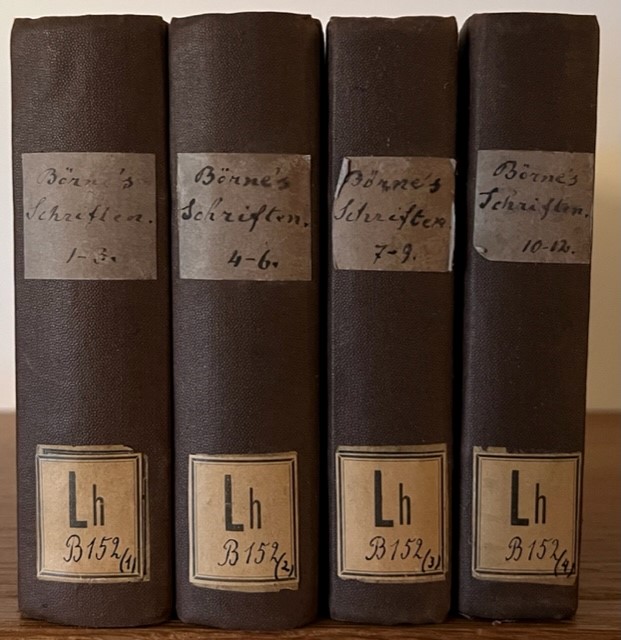 Börne's
Schriften.
1-3.
Lh
B152(1)
Börne's
Schriften.
4-6.
Lh
B152(2)
Börne's
Schriften.
7-9.
Lh
B152(3)
Börne's
Schriften.
10-12.
Lh
B152(4)